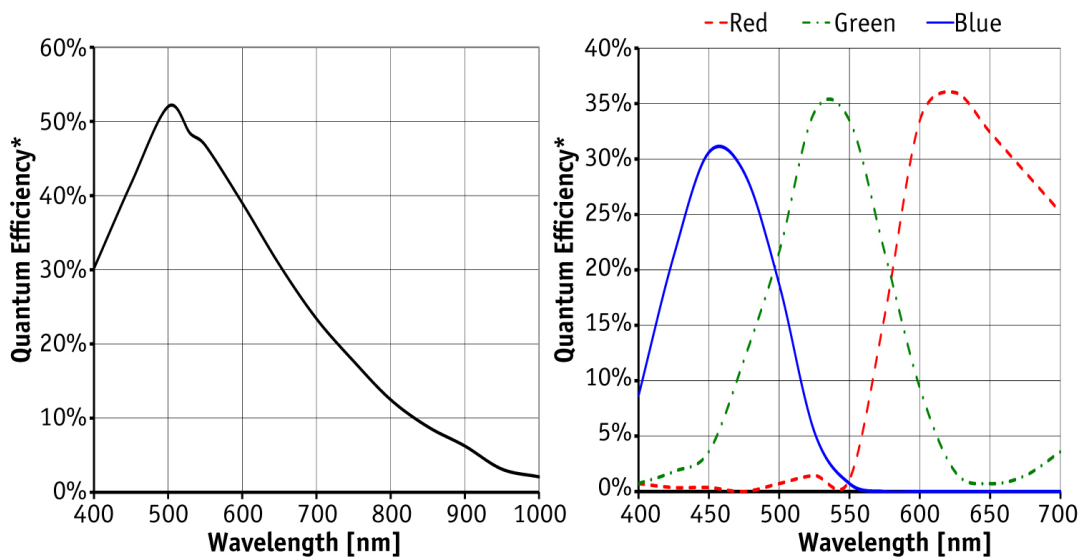 Quantum Efficiency*
60%
50%
40%
30%
20%
10%
0%
400 500 600 700 800 900 1000
Wavelength [nm]
Red Green Blue
Quantum Efficiency*
40%
35%
30%
25%
20%
15%
10%
5%
0%
400 450 500 550 600 650 700
Wavelength [nm]